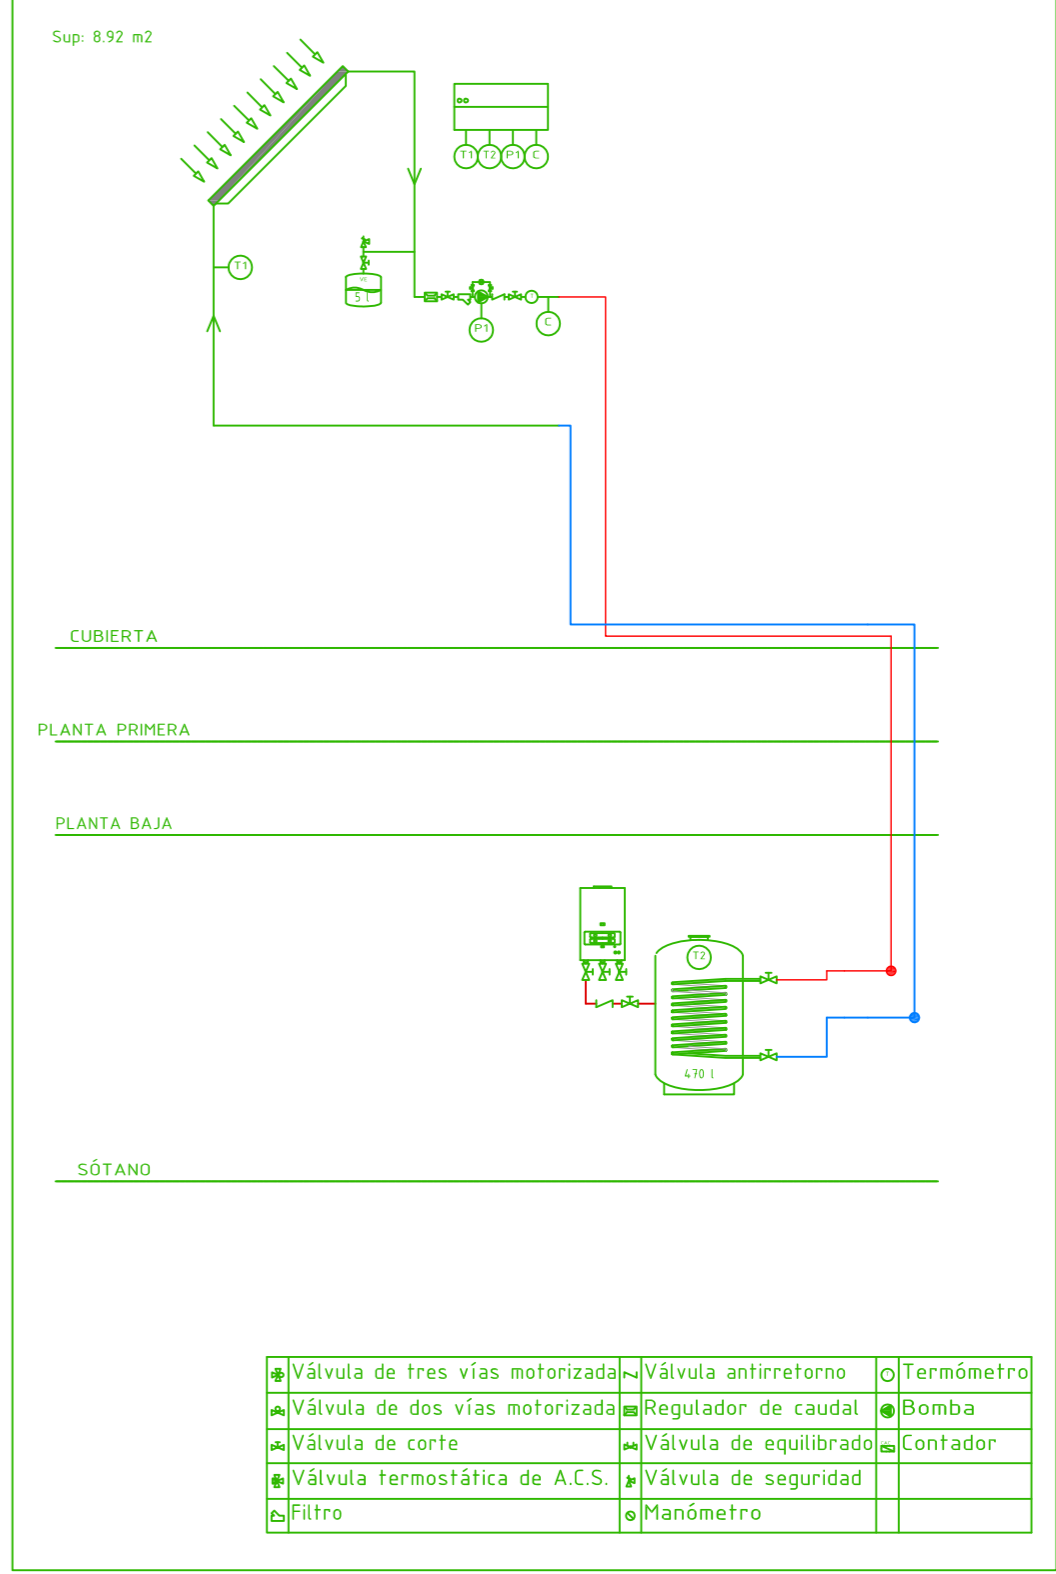 Sup: 8.92 m2
T1 T2 P1 C
T1
VE
5 l
P1
C
CUBIERTA
PLANTA PRIMERA
PLANTA BAJA
T2
470 l
SÓTANO
Válvula de tres vías motorizada Válvula antirretorno Termómetro
Válvula de dos vías motorizada Regulador de caudal Bomba
Válvula de corte Válvula de equilibrado Contador
Válvula termostática de A.C.S. Válvula de seguridad
Filtro Manómetro